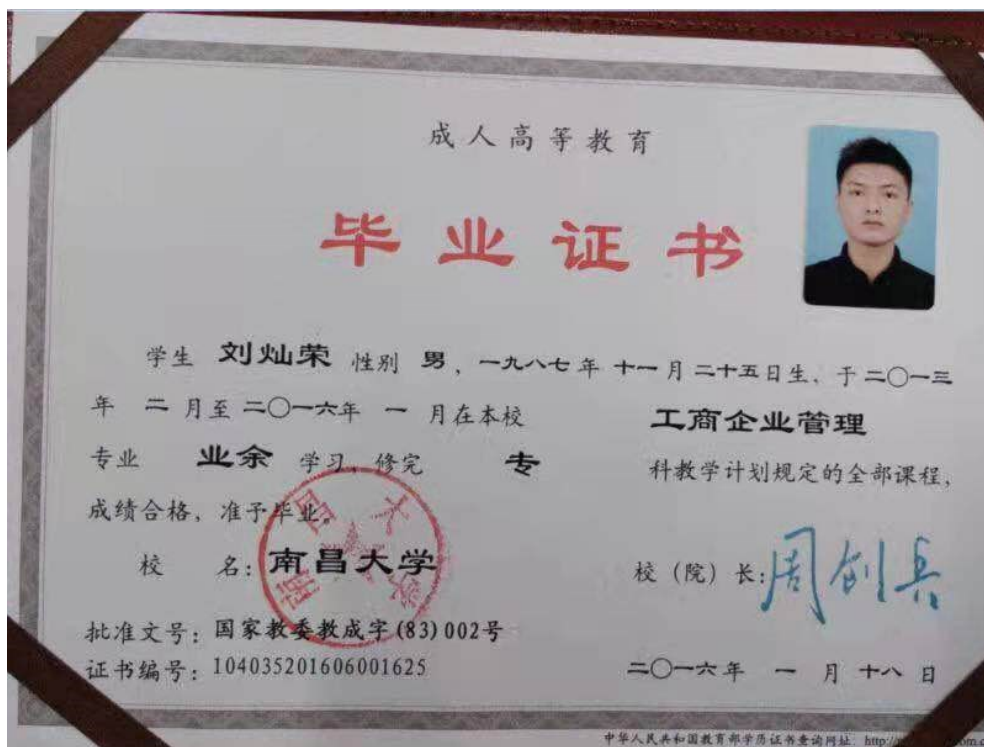 成人高等教育
毕业证书
学生 刘灿荣 性别 男，一九八七年 十一月 二十五日生，于二〇一三
年 二月至二〇一六年 一月在本校 工商企业管理
专业 业余 学习，修完 专 科教学计划规定的全部课程，
成绩合格，准予毕业。
校 名：南昌大学 校（院）长：周创兵
南昌大学
批准文号：国家教委教成字(83)002号
证书编号：104035201606001625 二〇一六年 一月十八日
中华人民共和国教育部学历证书查询网址：http://